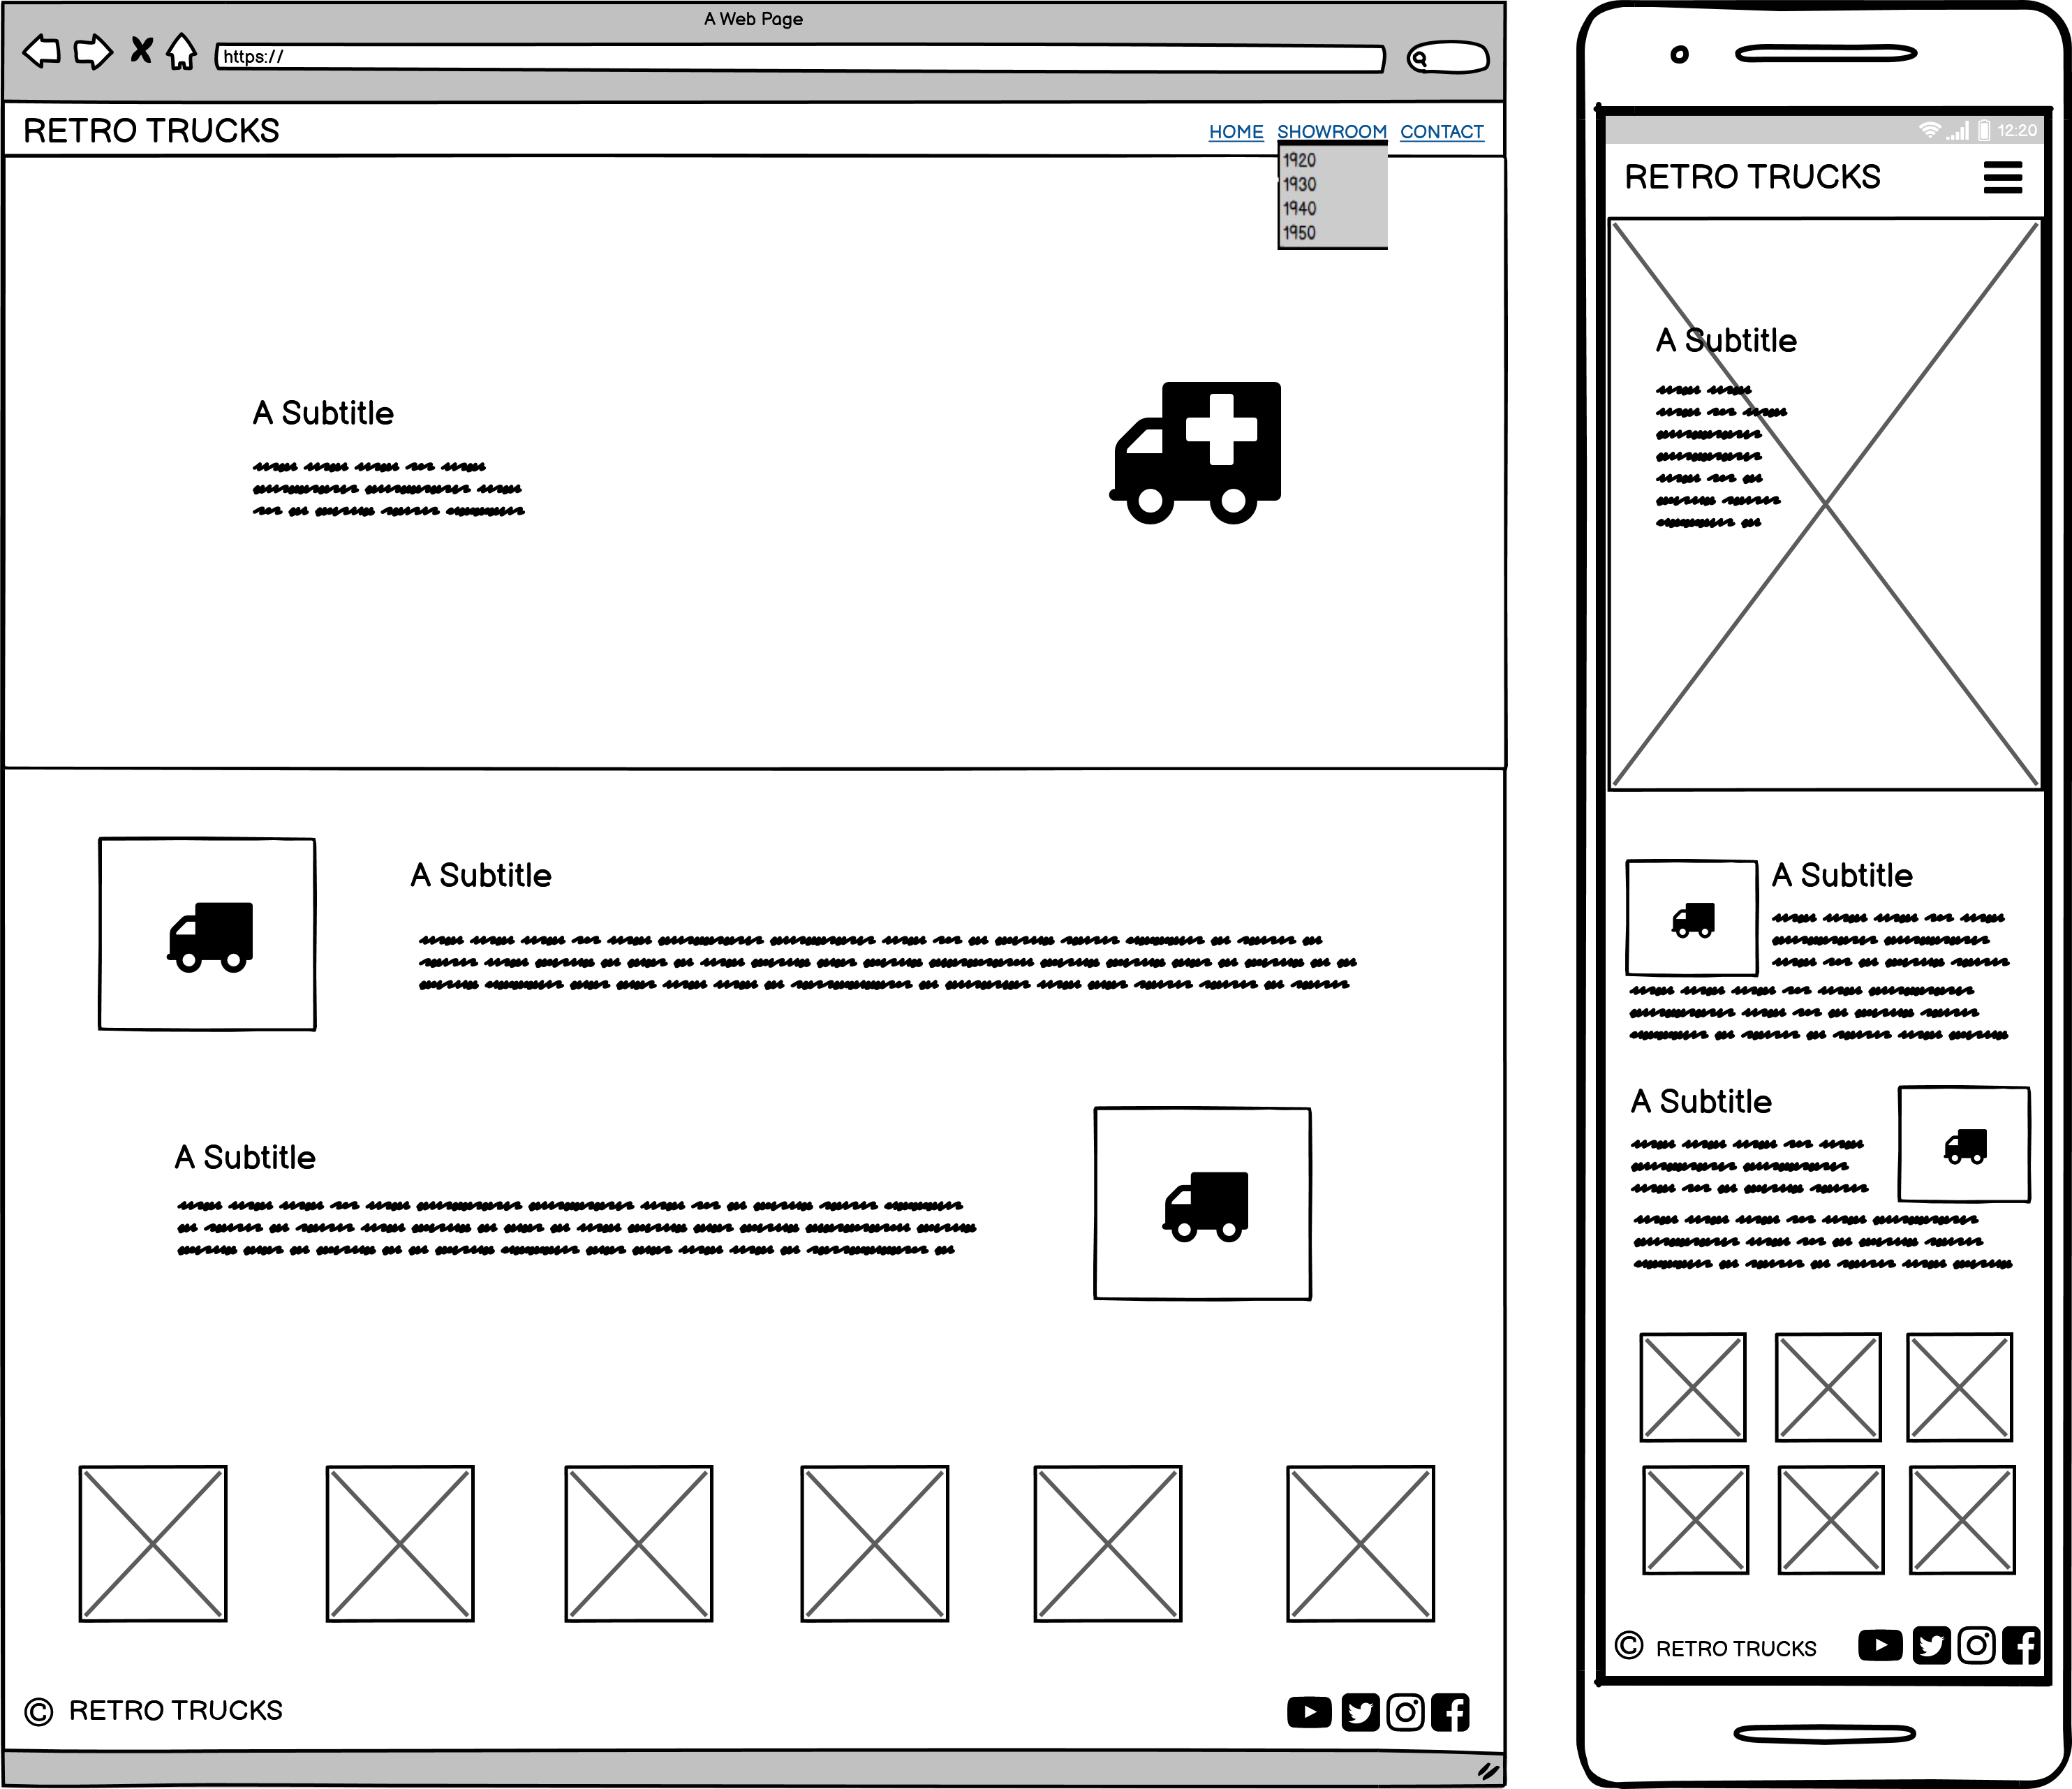 A Web Page
https://
RETRO TRUCKS
HOME SHOWROOM CONTACT
1920
1930
1940
1950
A Subtitle
A Subtitle
A Subtitle
© RETRO TRUCKS
12:20
RETRO TRUCKS
A Subtitle
A Subtitle
A Subtitle
© RETRO TRUCKS